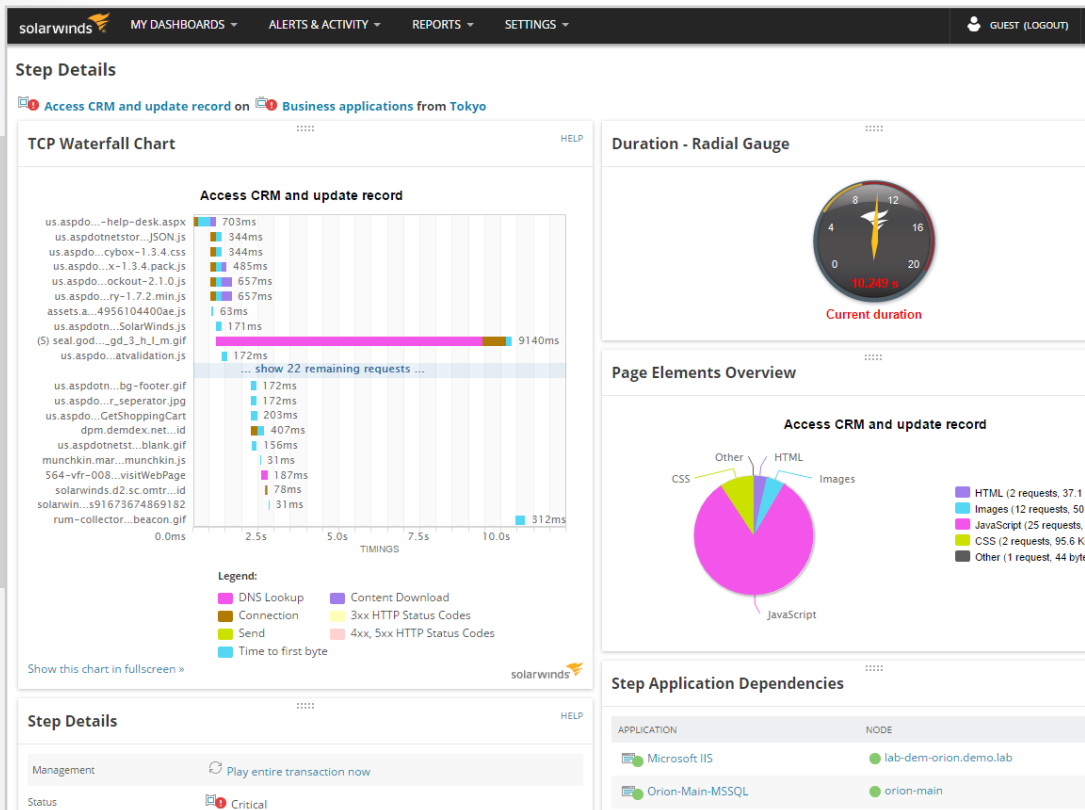 solarwinds MY DASHBOARDS ALERTS & ACTIVITY REPORTS SETTINGS GUEST (LOGOUT)
Step Details
Access CRM and update record on Business applications from Tokyo
TCP Waterfall Chart HELP
Access CRM and update record
us.aspdo...-help-desk.aspx 703ms
us.aspdotnetstor...JSON.js 344ms
us.aspdo...cybox-1.3.4.css 344ms
us.aspdo...x-1.3.4.pack.js 485ms
us.aspdo...ockout-2.1.0.js 657ms
us.aspdo...ry-1.7.2.min.js 657ms
assets.a...4956104400ae.js 63ms
us.aspdotn...SolarWinds.js 171ms
(S) seal.god..._gd_3_h_l_m.gif 9140ms
us.aspdo...atvalidation.js 172ms
... show 22 remaining requests ...
us.aspdotn...bg-footer.gif 172ms
us.aspdo...r_seperator.jpg 172ms
us.aspdo...GetShoppingCart 203ms
dpm.demdex.net...id 407ms
us.aspdotnetst...blank.gif 156ms
munchkin.mar...munchkin.js 31ms
564-vfr-008...visitWebPage 187ms
solarwinds.d2.sc.omtr...id 78ms
solarwin...s91673674869182 31ms
rum-collector...beacon.gif 312ms
0.0ms 2.5s 5.0s 7.5s 10.0s
TIMINGS
Legend:
DNS Lookup Content Download
Connection 3xx HTTP Status Codes
Send 4xx, 5xx HTTP Status Codes
Time to first byte
Show this chart in fullscreen »
solarwinds
Step Details HELP
Management Play entire transaction now
Status Critical
Duration - Radial Gauge
8 12
4 16
0 20
10.249 s
Current duration
Page Elements Overview
Access CRM and update record
Other HTML
CSS Images
JavaScript
HTML (2 requests, 37.1
Images (12 requests, 50
JavaScript (25 requests,
CSS (2 requests, 95.6 K
Other (1 request, 44 byte
Step Application Dependencies
APPLICATION NODE
Microsoft IIS lab-dem-orion.demo.lab
Orion-Main-MSSQL orion-main